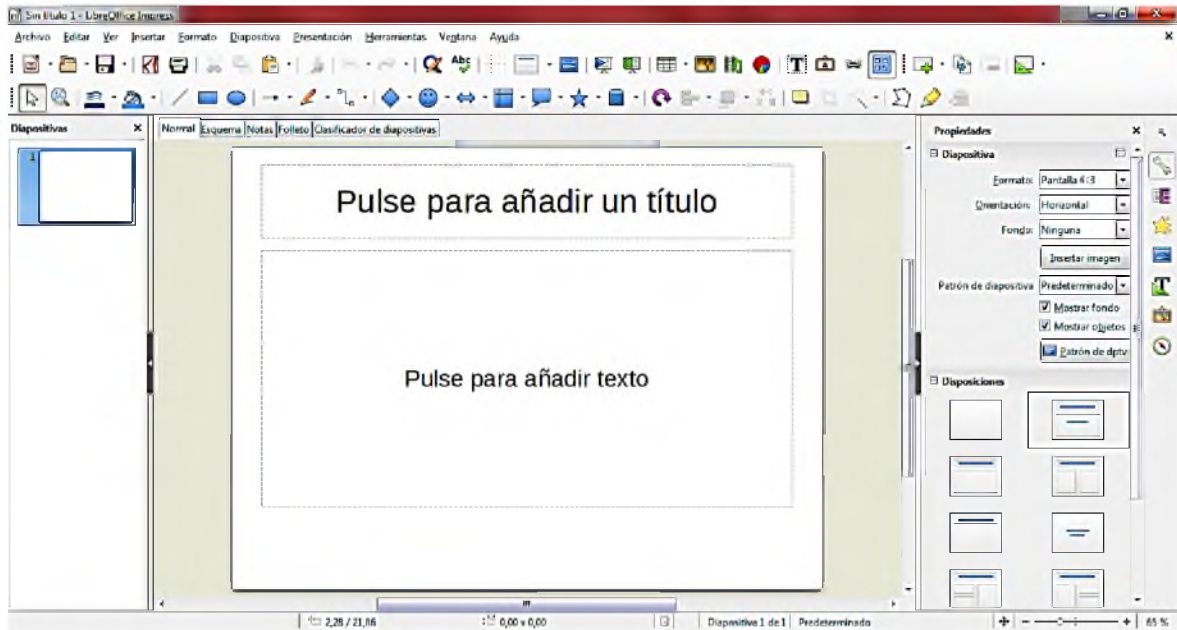 Sin título 1 - LibreOffice Impress
Archivo Editar Ver Insertar Formato Diapositiva Presentación Herramientas Ventana Ayuda
Diapositivas
Normal Esquema Notas Folleto Clasificador de diapositivas
Propiedades
1
Diapositiva
Formato: Pantalla 4:3
Orientación: Horizontal
Fondo: Ninguna
Insertar imagen
Patrón de diapositiva Predeterminado
Mostrar fondo
Mostrar objetos
Patrón de dptv
Disposiciones
Pulse para añadir un título
Pulse para añadir texto
2,28 / 21,86 0,00 x 0,00 Diapositiva 1 de 1 Predeterminado 65 %